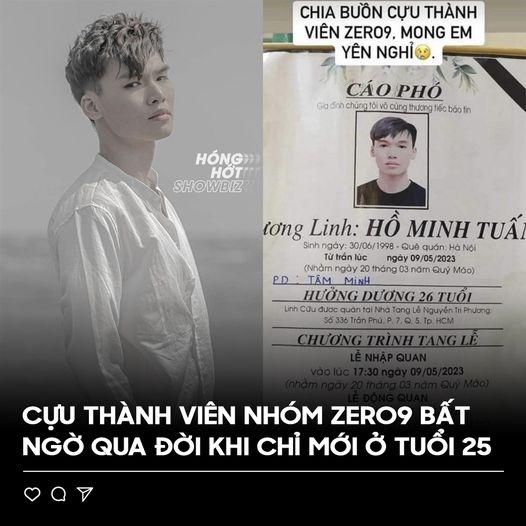 CHIA BUỒN CỰU THÀNH
VIÊN ZERO9, MONG EM
YÊN NGHỈ😢.
CÁO PHÓ
Gia đình chúng tôi vô cùng thương tiếc báo tin
HÓNG
HỚT
SHOWBIZ
ương Linh: HỒ MINH TUẤN
Sinh ngày: 30/06/1998 - Quê quán: Hà Nội
Từ trần lúc ngày 09/05/2023
(Nhằm ngày 20 tháng 03 năm Quý Mão)
PD: TÂM MINH
HƯỞNG DƯƠNG 26 TUỔI
Linh Cữu được quàn tại Nhà Tang Lễ Nguyễn Tri Phương:
Số 336 Trần Phú, P. 7, Q. 5, Tp. HCM
CHƯƠNG TRÌNH TANG LỄ
LỄ NHẬP QUAN
vào lúc 17:30 ngày 09/05/2023
(nhằm ngày 20 tháng 03 năm Quý Mão)
LỄ ĐỘNG QUAN
CỰU THÀNH VIÊN NHÓM ZERO9 BẤT
NGỜ QUA ĐỜI KHI CHỈ MỚI Ở TUỔI 25